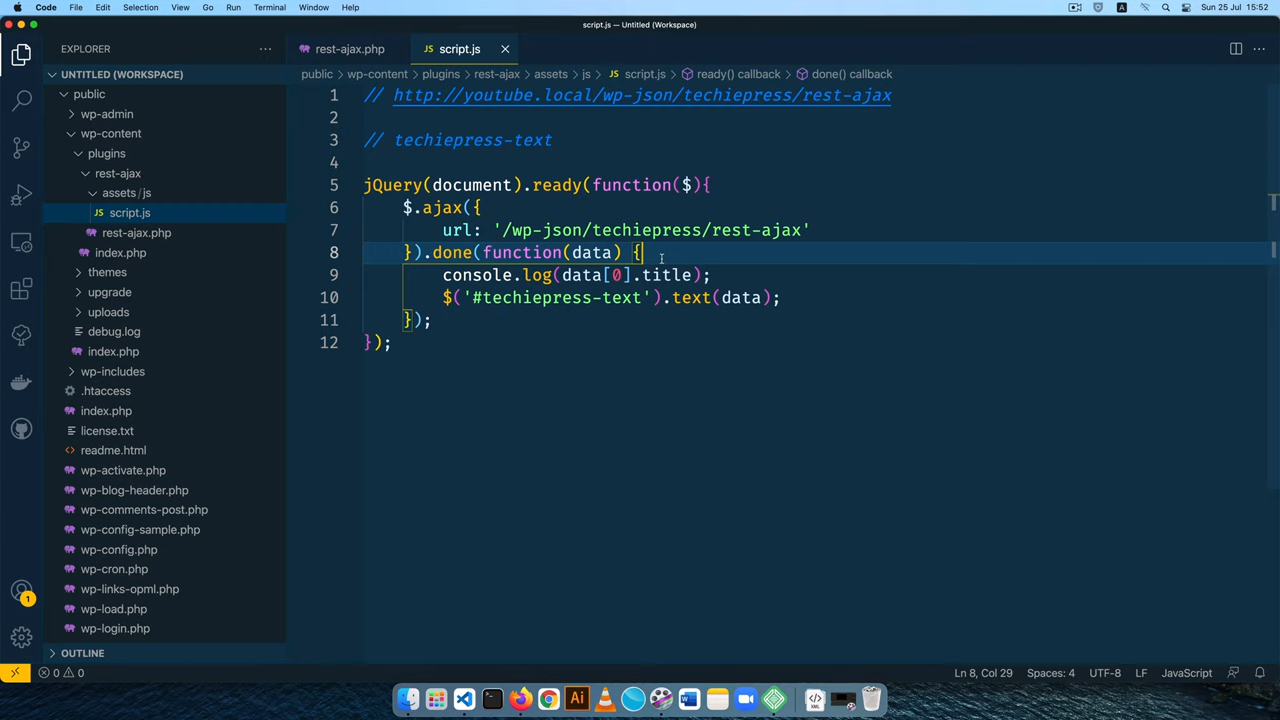 Code File Edit Selection View Go Run Terminal Window Help A Sun 25 Jul 15:52
script.js — Untitled (Workspace)
EXPLORER
UNTITLED (WORKSPACE)
public
wp-admin
wp-content
plugins
rest-ajax
assets / js
JS script.js
rest-ajax.php
index.php
themes
upgrade
uploads
debug.log
index.php
wp-includes
.htaccess
index.php
license.txt
readme.html
wp-activate.php
wp-blog-header.php
wp-comments-post.php
wp-config-sample.php
wp-config.php
wp-cron.php
wp-links-opml.php
wp-load.php
wp-login.php
OUTLINE
rest-ajax.php JS script.js
public > wp-content > plugins > rest-ajax > assets > js > JS script.js > ready() callback > done() callback
1 // http://youtube.local/wp-json/techiepress/rest-ajax
2
3 // techiepress-text
4
5 jQuery(document).ready(function($){
6 $.ajax({
7 url: '/wp-json/techiepress/rest-ajax'
8 }).done(function(data) {
9 console.log(data[0].title);
10 $('#techiepress-text').text(data);
11 });
12 });
1
0 0 Ln 8, Col 29 Spaces: 4 UTF-8 LF JavaScript
Ai W XML